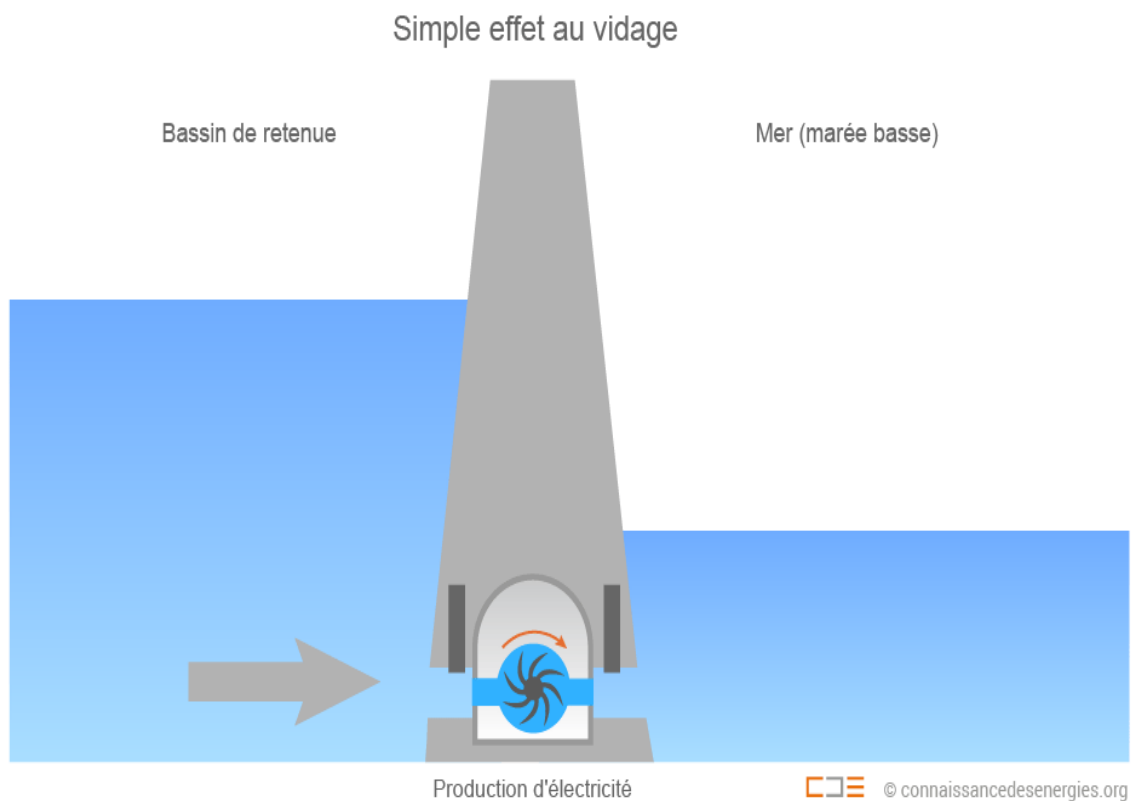 Simple effet au vidage
Bassin de retenue
Mer (marée basse)
Production d'électricité
© connaissancedesenergies.org